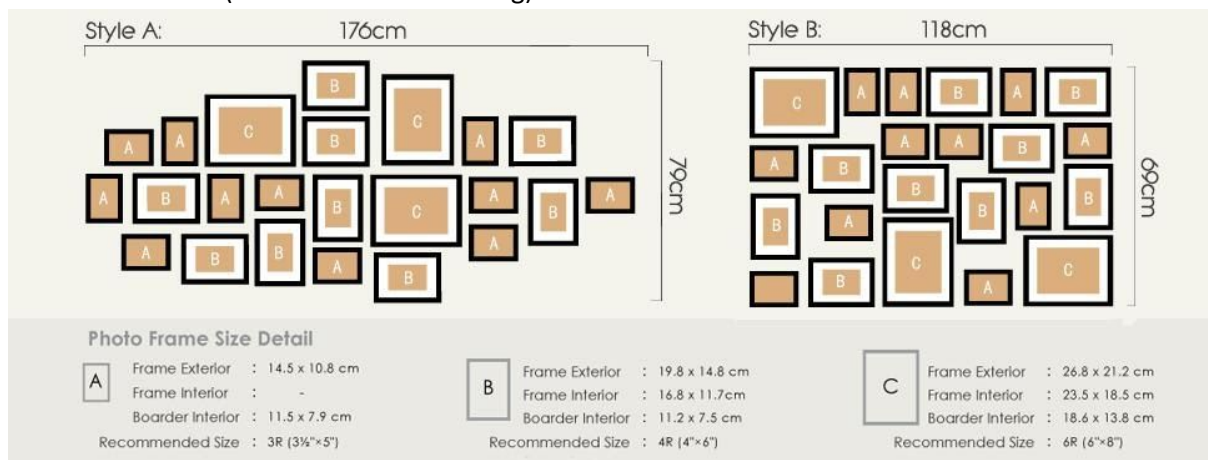 Style A:
176cm
79cm
A A C B B C A B
A B A A B C A B A
A B B A B A
Style B:
118cm
69cm
C A A B A B
A A B A
A B B B A B
B A C C
B A
Photo Frame Size Detail
A
Frame Exterior : 14.5 x 10.8 cm
Frame Interior : -
Boarder Interior : 11.5 x 7.9 cm
Recommended Size : 3R (3½"×5")
B
Frame Exterior : 19.8 x 14.8 cm
Frame Interior : 16.8 x 11.7cm
Boarder Interior : 11.2 x 7.5 cm
Recommended Size : 4R (4"×6")
C
Frame Exterior : 26.8 x 21.2 cm
Frame Interior : 23.5 x 18.5 cm
Boarder Interior : 18.6 x 13.8 cm
Recommended Size : 6R (6"×8")